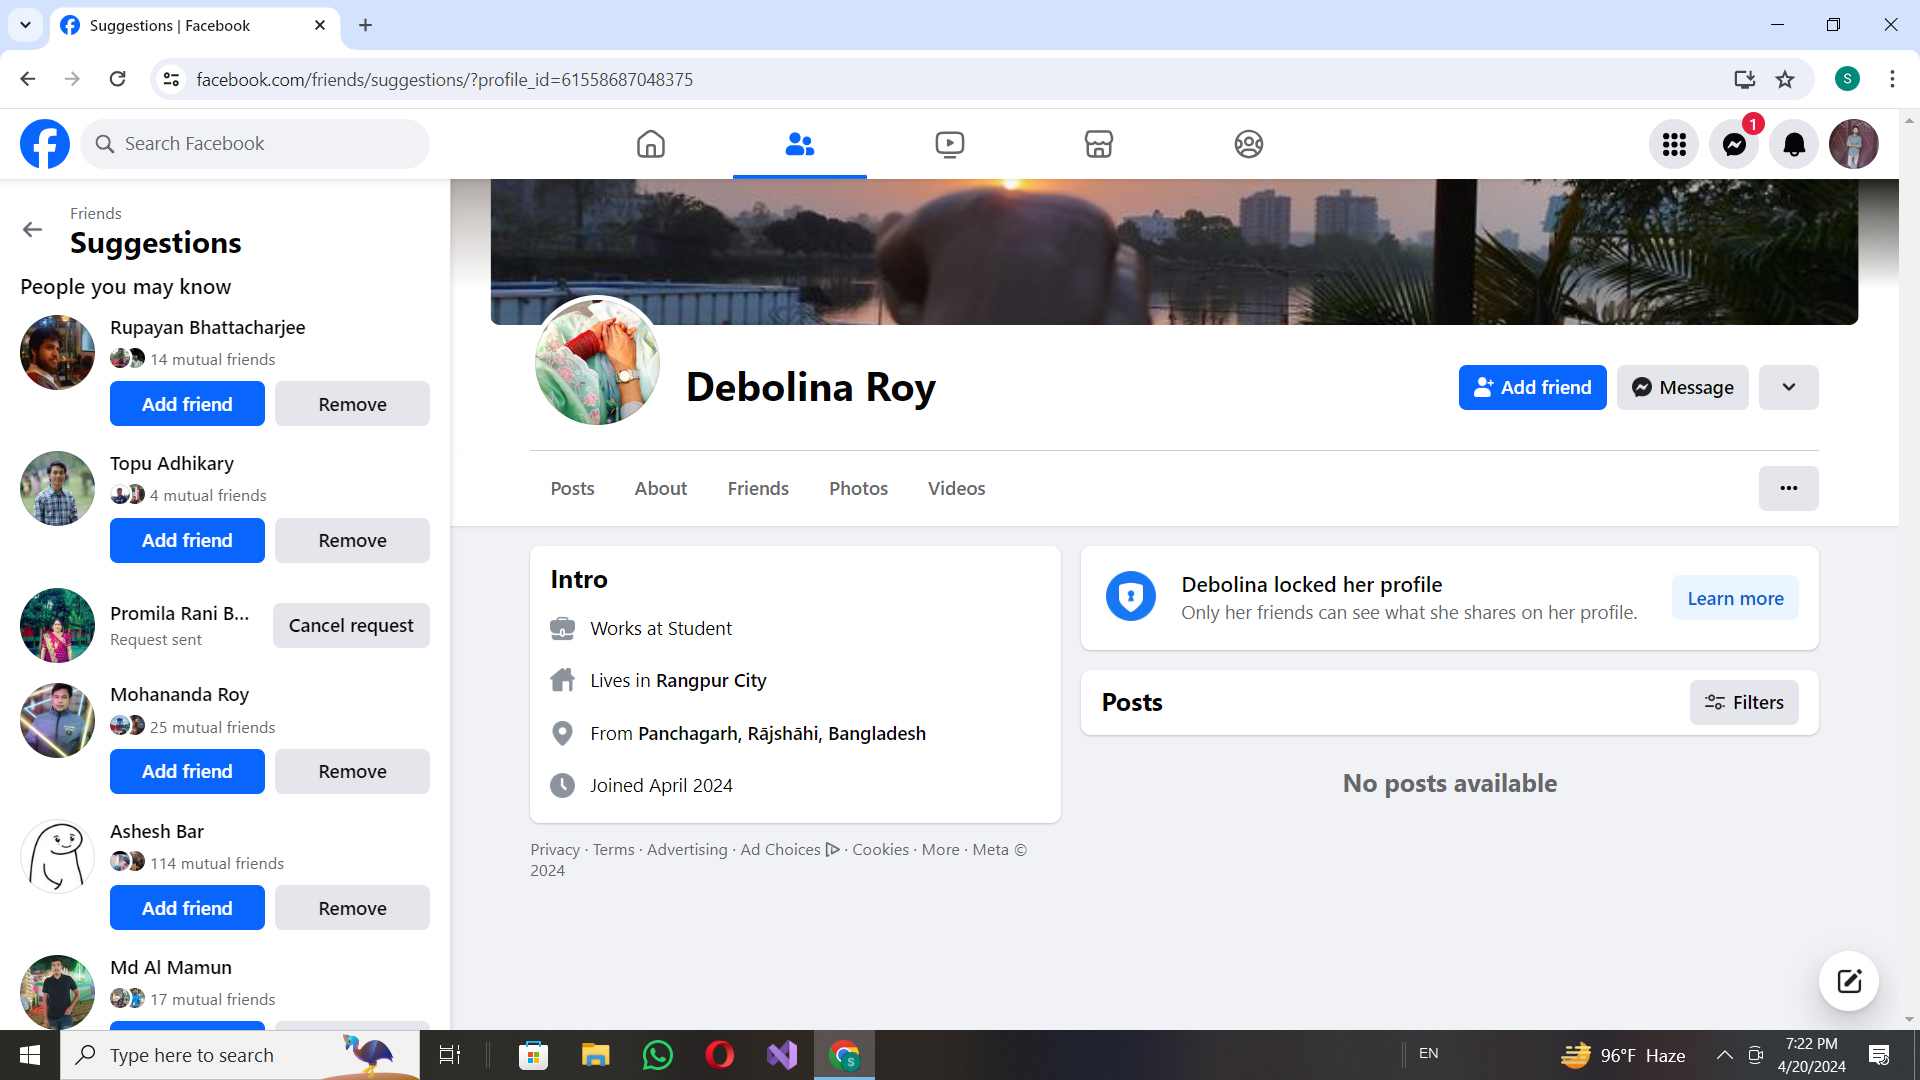 Suggestions | Facebook
facebook.com/friends/suggestions/?profile_id=61558687048375
S
Search Facebook
1
Friends
Suggestions
People you may know
Rupayan Bhattacharjee
14 mutual friends
Add friend
Remove
Topu Adhikary
4 mutual friends
Add friend
Remove
Promila Rani B...
Request sent
Cancel request
Mohananda Roy
25 mutual friends
Add friend
Remove
Ashesh Bar
114 mutual friends
Add friend
Remove
Md Al Mamun
17 mutual friends
Debolina Roy
Add friend
Message
Posts
About
Friends
Photos
Videos
Intro
Works at Student
Lives in Rangpur City
From Panchagarh, Rājshāhi, Bangladesh
Joined April 2024
Privacy · Terms · Advertising · Ad Choices · Cookies · More · Meta ©
2024
Debolina locked her profile
Only her friends can see what she shares on her profile.
Learn more
Posts
Filters
No posts available
Type here to search
S
EN
96°F Haze
7:22 PM
4/20/2024